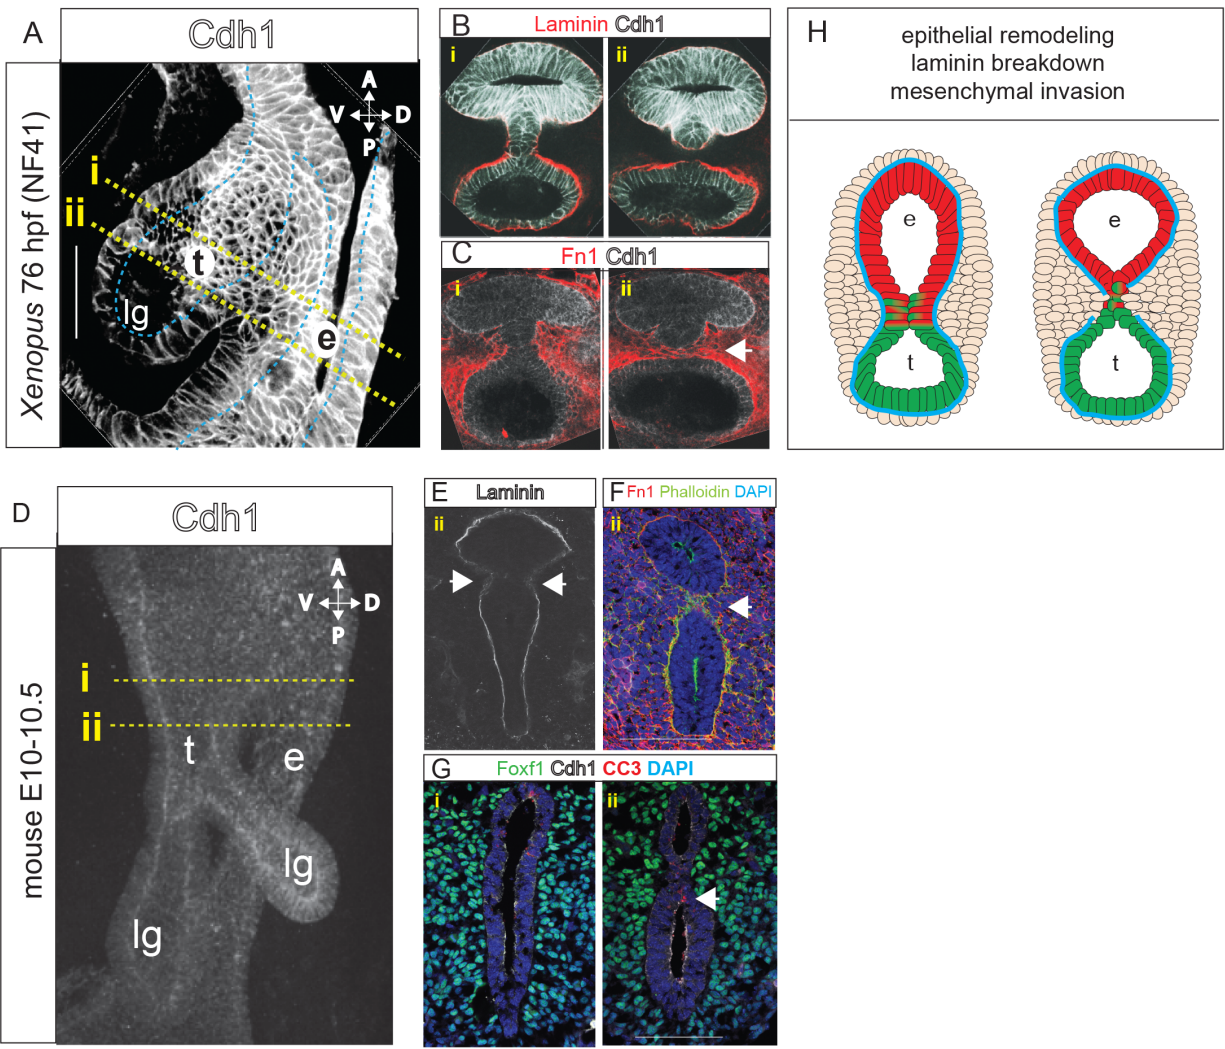 A
Cdh1
Xenopus 76 hpf (NF41)
A
V D
P
i
ii
t
lg
e
B
Laminin Cdh1
i
ii
C
Fn1 Cdh1
i
ii
H
epithelial remodeling
laminin breakdown
mesenchymal invasion
e
e
t
t
D
Cdh1
mouse E10-10.5
A
V D
P
i
ii
t
e
lg
lg
E
Laminin
ii
F
Fn1 Phalloidin DAPI
ii
G
Foxf1 Cdh1 CC3 DAPI
i
ii